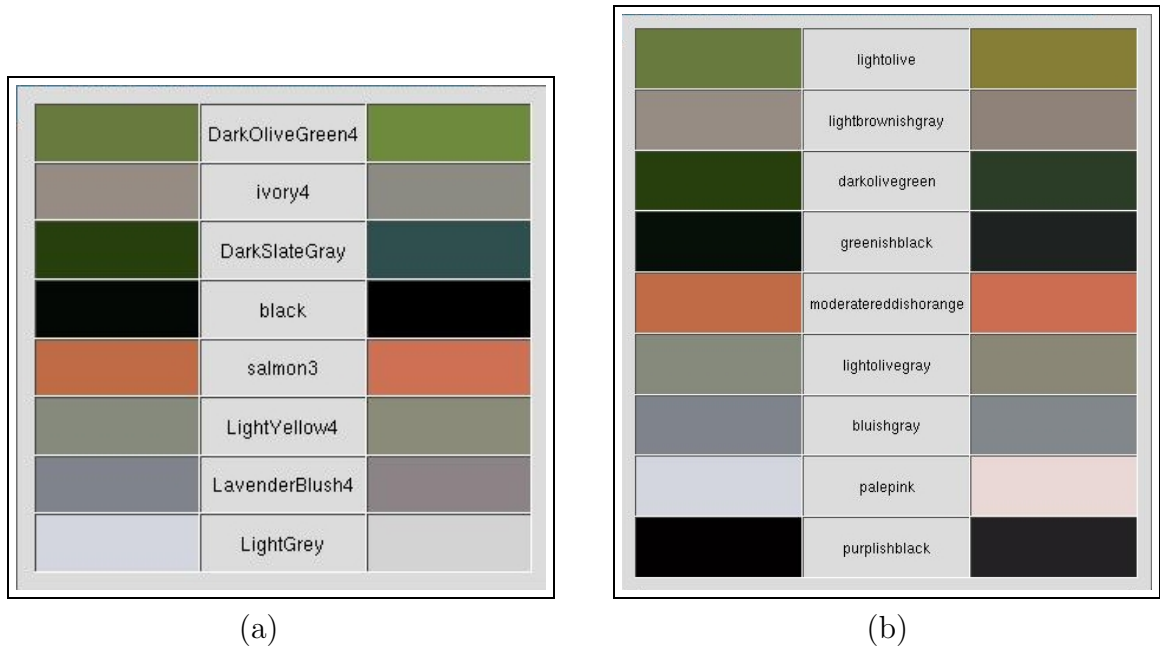 DarkOliveGreen4
ivory4
DarkSlateGray
black
salmon3
LightYellow4
LavenderBlush4
LightGrey
(a)
lightolive
lightbrownishgray
darkolivegreen
greenishblack
moderatereddishorange
lightolivegray
bluishgray
palepink
purplishblack
(b)